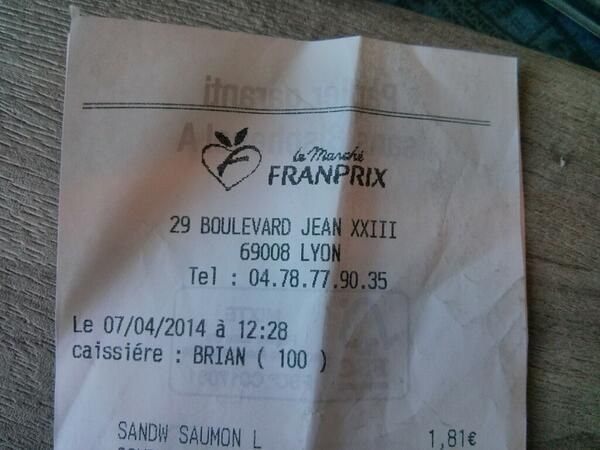 le Marché
FRANPRIX
29 BOULEVARD JEAN XXIII
69008 LYON
Tel : 04.78.77.90.35
Le 07/04/2014 à 12:28
caissiére : BRIAN ( 100 )
SANDW SAUMON L 1,81€